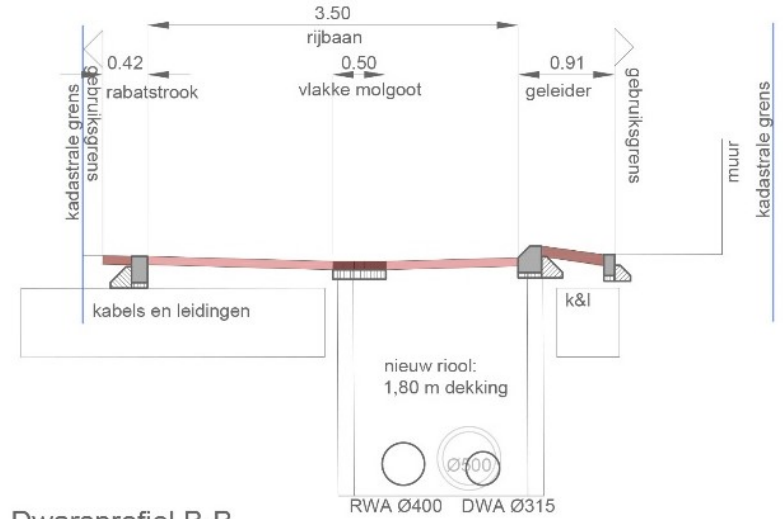 3.50
rijbaan
0.42
rabatstrook
0.50
vlakke molgoot
0.91
geleider
kadastrale grens
gebruiksgrens
gebruiksgrens
muur
kadastrale grens
kabels en leidingen
k&l
nieuw riool:
1,80 m dekking
Ø500
RWA Ø400
DWA Ø315
Dwarsprofiel B-B